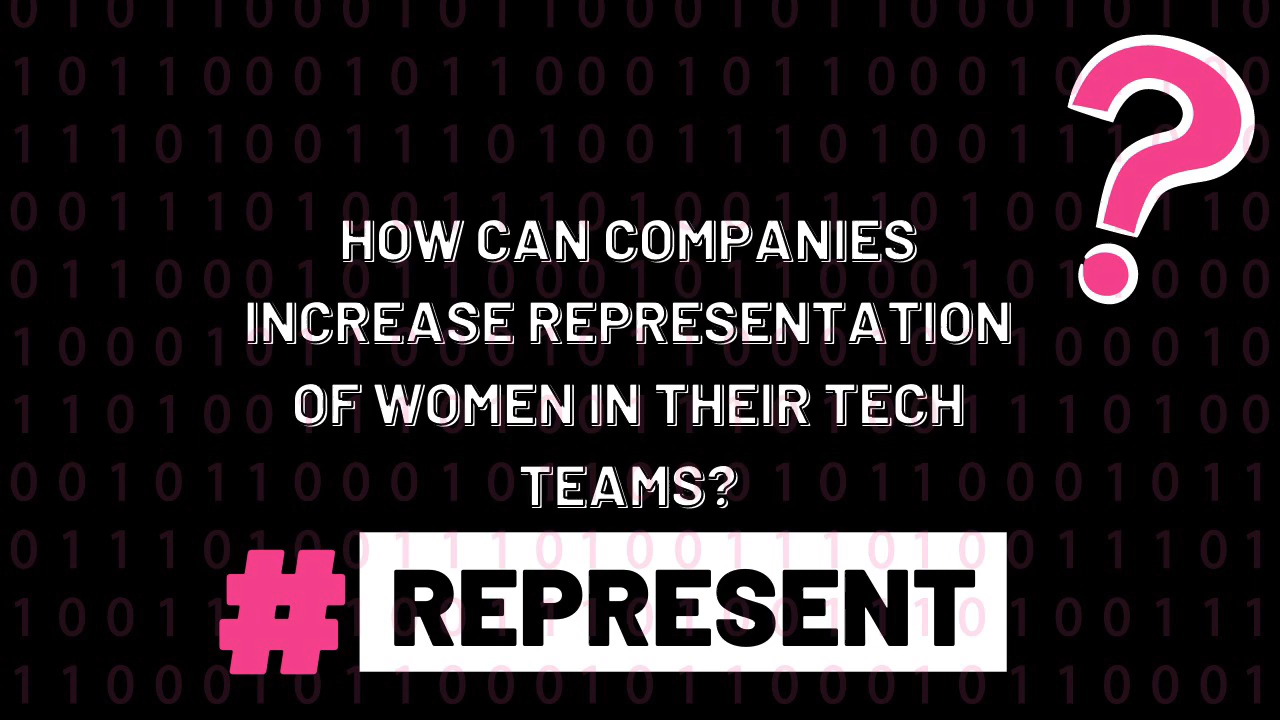 HOW CAN COMPANIES
INCREASE REPRESENTATION
OF WOMEN IN THEIR TECH
TEAMS?
#REPRESENT
?